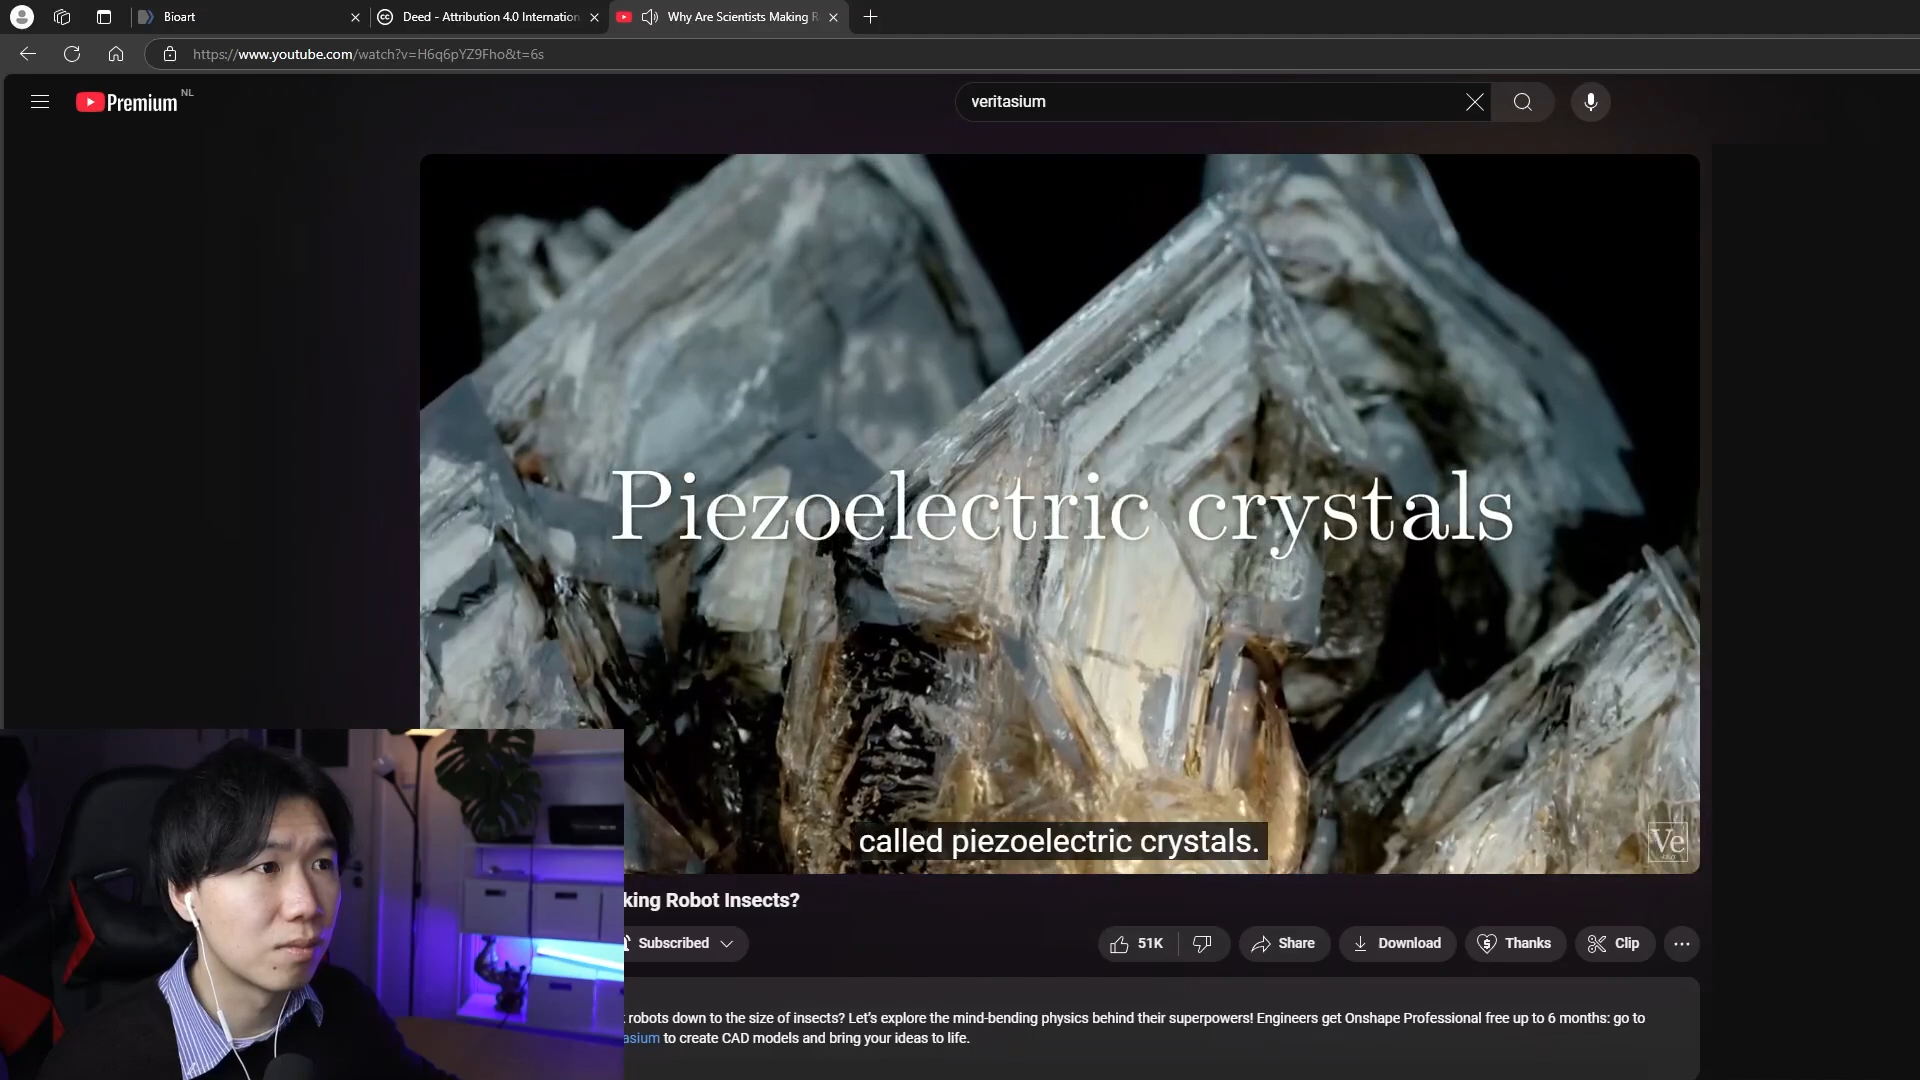 Bioart
Deed - Attribution 4.0 Internation
Why Are Scientists Making R
https://www.youtube.com/watch?v=H6q6pYZ9Fho&t=6s
Premium NL
veritasium
Piezoelectric crystals
called piezoelectric crystals.
Ve
king Robot Insects?
Subscribed
51K
Share
Download
Thanks
Clip
robots down to the size of insects? Let's explore the mind-bending physics behind their superpowers! Engineers get Onshape Professional free up to 6 months: go to
asium to create CAD models and bring your ideas to life.